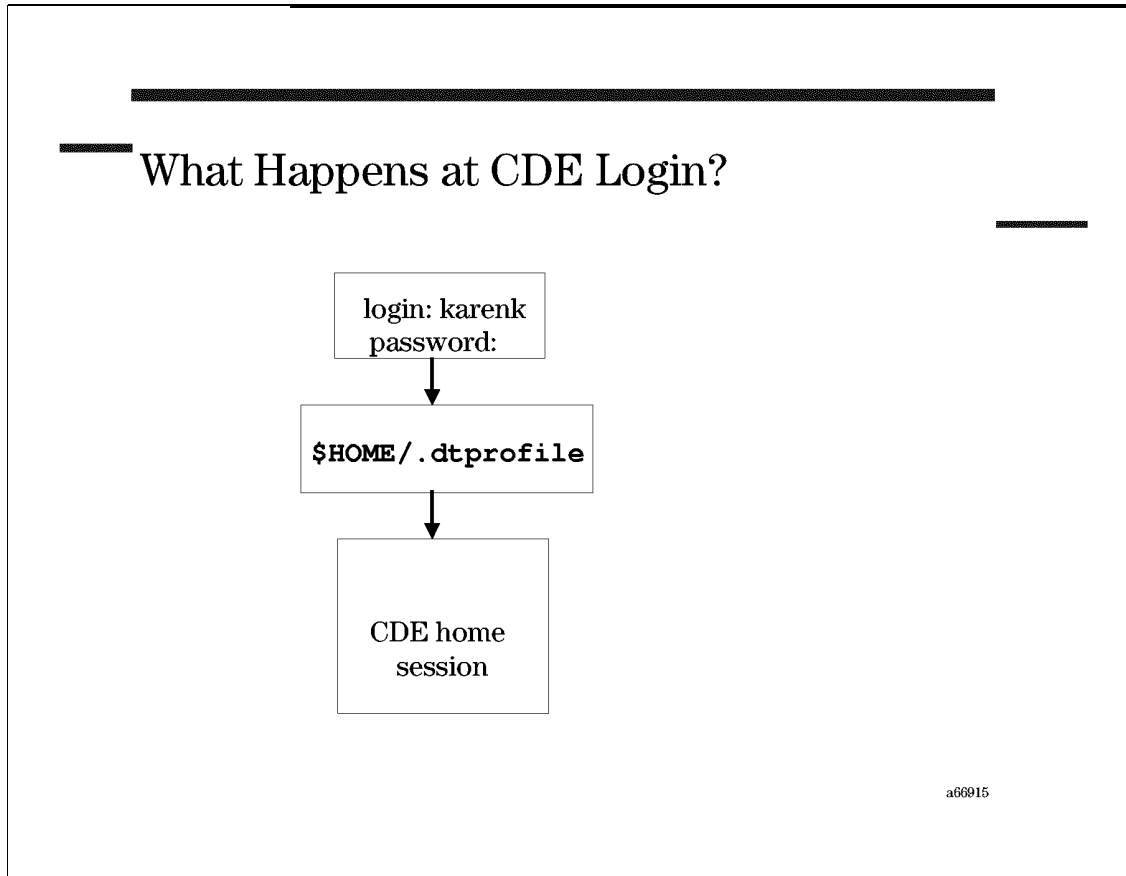 What Happens at CDE Login?
login: karenk
password:
$HOME/.dtprofile
CDE home
session
a66915